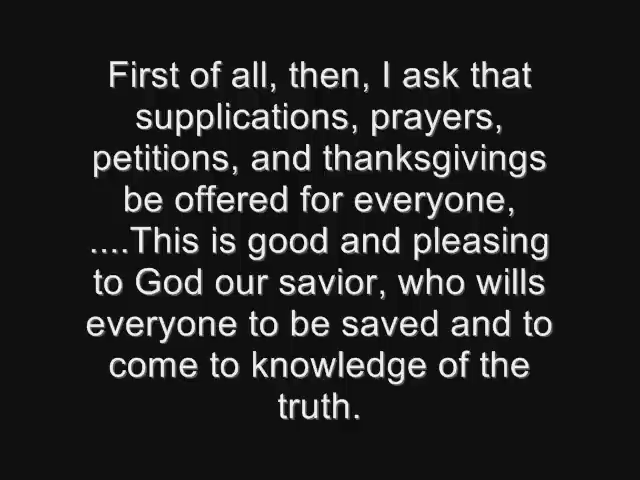 First of all, then, I ask that
supplications, prayers,
petitions, and thanksgivings
be offered for everyone,
....This is good and pleasing
to God our savior, who wills
everyone to be saved and to
come to knowledge of the
truth.